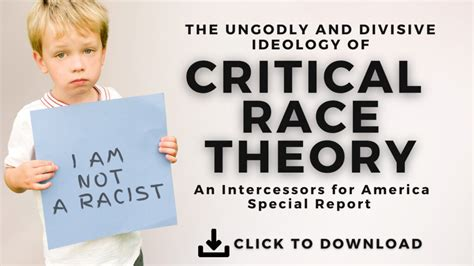 THE UNGODLY AND DIVISIVE
IDEOLOGY OF
CRITICAL
RACE
THEORY
An Intercessors for America
Special Report
CLICK TO DOWNLOAD
I AM
NOT
A RACIST